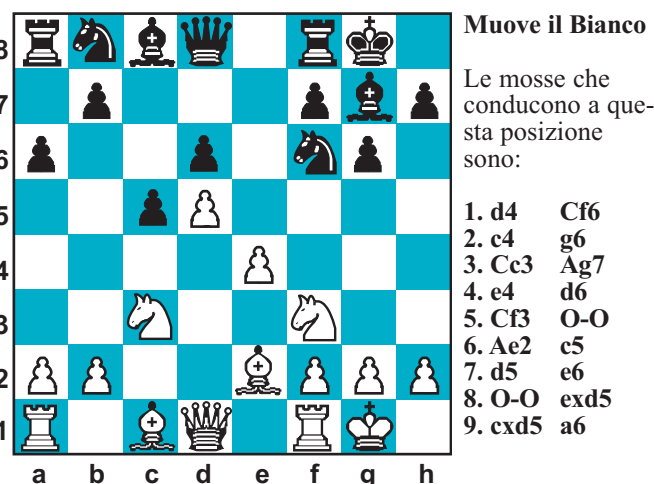 8
7
6
5
4
3
2
1
a b c d e f g h
Muove il Bianco
Le mosse che
conducono a que-
sta posizione
sono:
1. d4 Cf6
2. c4 g6
3. Cc3 Ag7
4. e4 d6
5. Cf3 O-O
6. Ae2 c5
7. d5 e6
8. O-O exd5
9. cxd5 a6